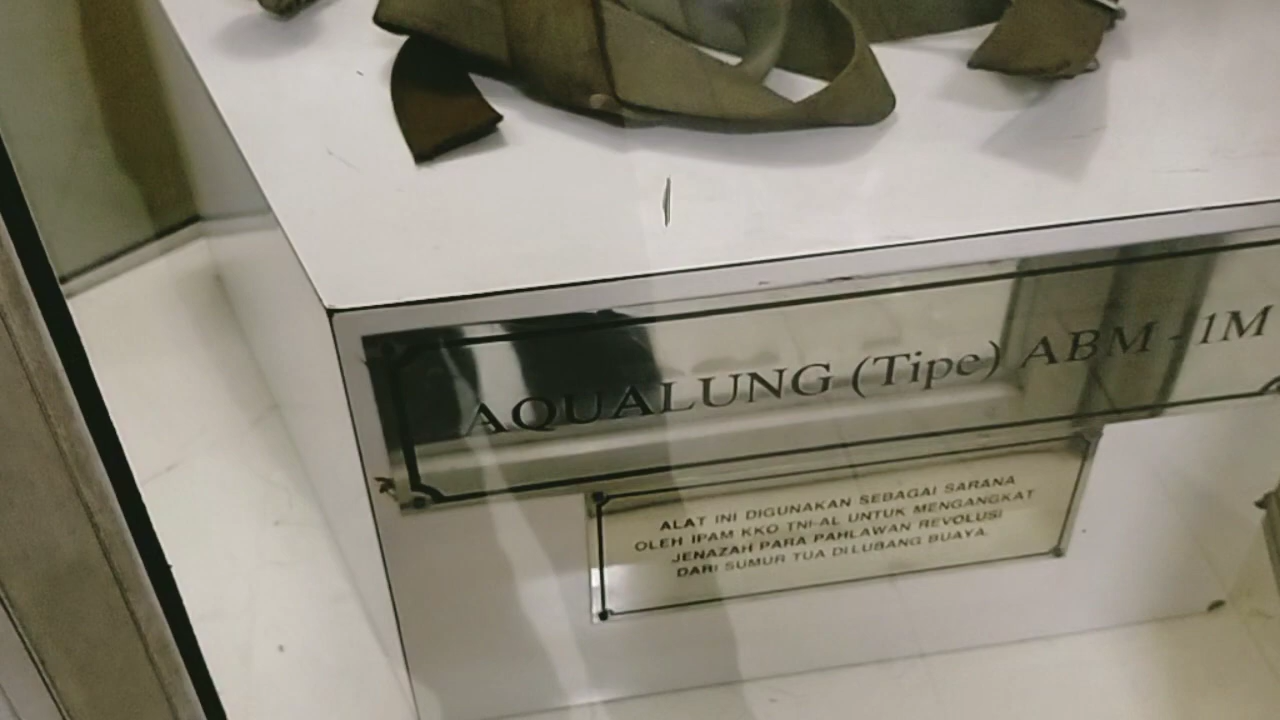 AQUALUNG (Tipe) ABM - 1M
ALAT INI DIGUNAKAN SEBAGAI SARANA
OLEH IPAM KKO TNI-AL UNTUK MENGANGKAT
JENAZAH PARA PAHLAWAN REVOLUSI
DARI SUMUR TUA DI LUBANG BUAYA.